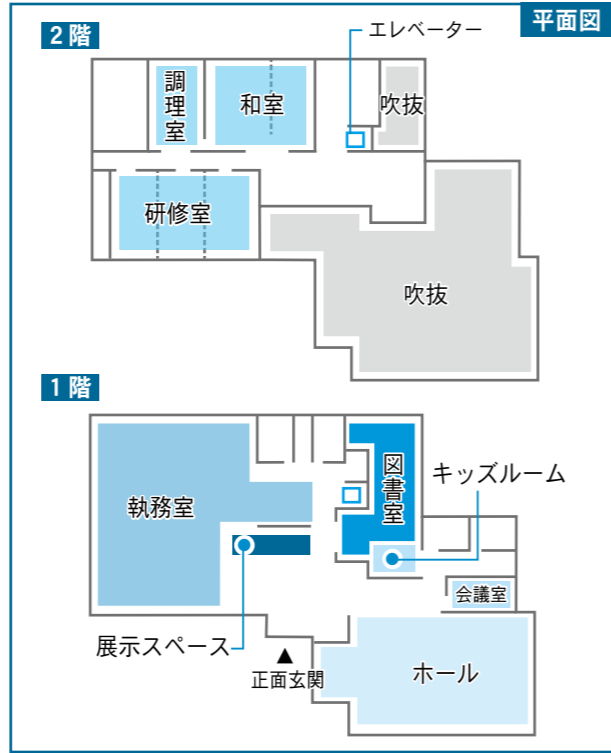 平面図
2階
エレベーター
調理室
和室
吹抜
研修室
吹抜
1階
図書室
キッズルーム
執務室
会議室
展示スペース
正面玄関
ホール